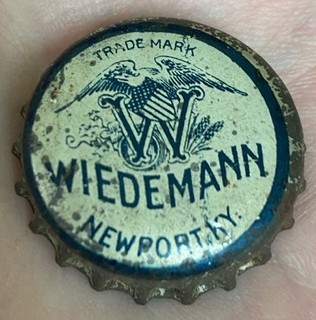 TRADE MARK
W
WIEDEMANN
NEWPORT, KY.